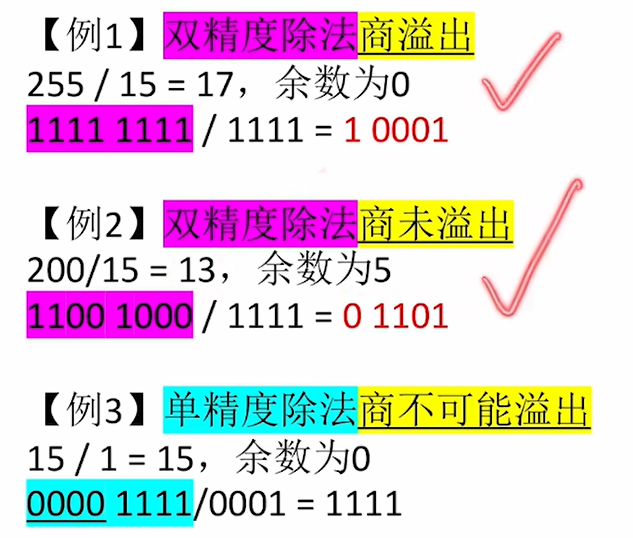 【例1】双精度除法商溢出
255 / 15 = 17，余数为0
1111 1111 / 1111 = 1 0001
【例2】双精度除法商未溢出
200/15 = 13，余数为5
1100 1000 / 1111 = 0 1101
【例3】单精度除法商不可能溢出
15 / 1 = 15，余数为0
0000 1111/0001 = 1111